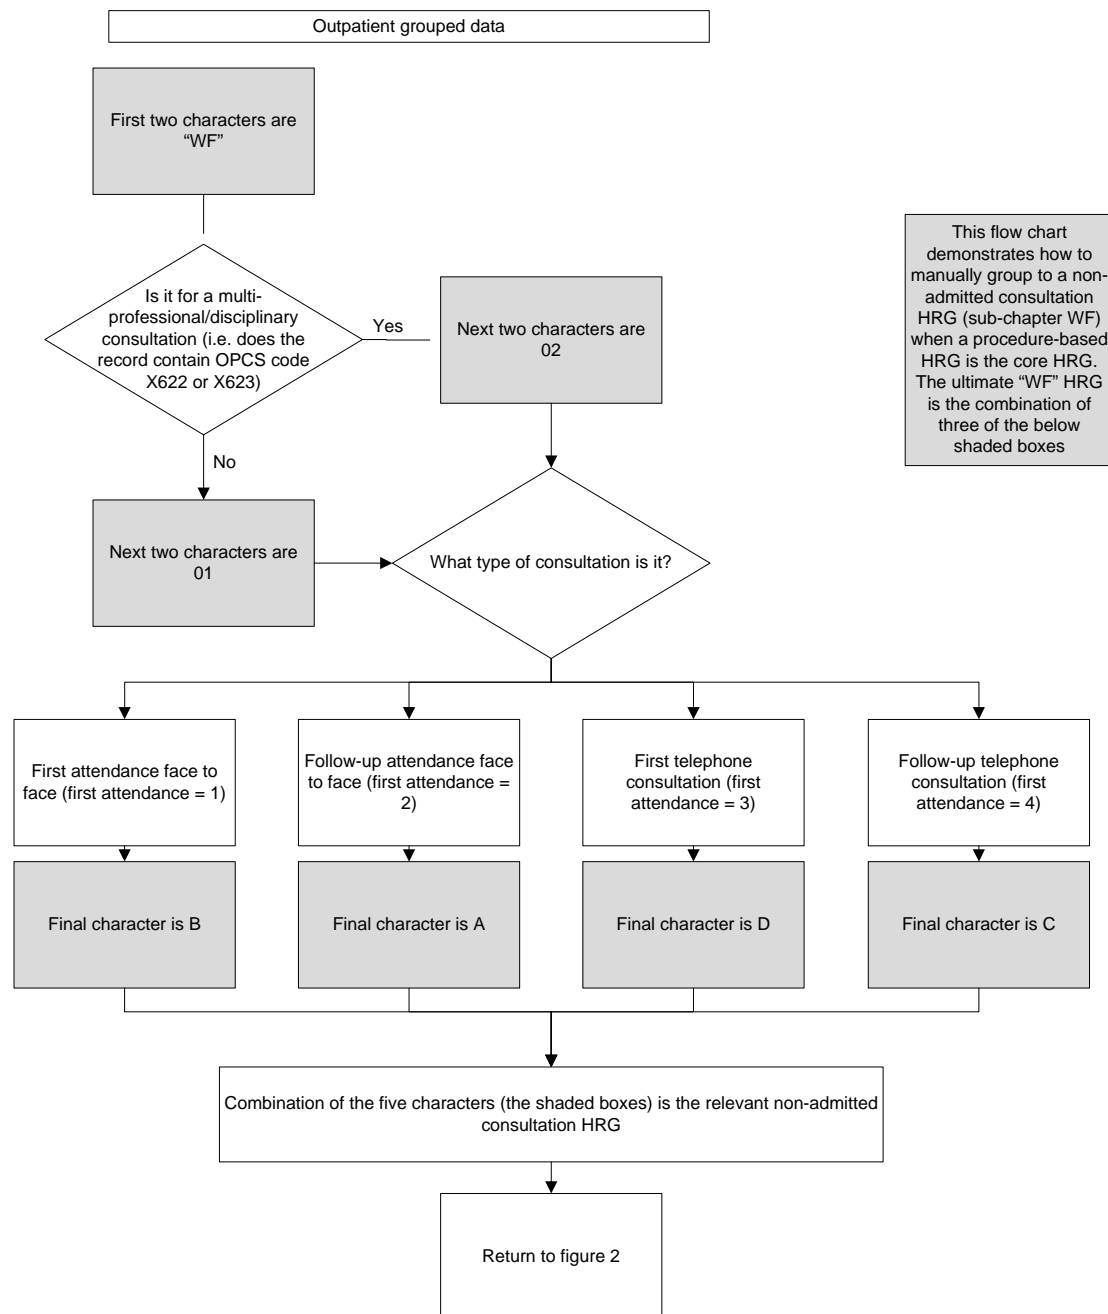 Outpatient grouped data
First two characters are
“WF”
Is it for a multi-
professional/disciplinary
consultation (i.e. does the
record contain OPCS code
X622 or X623)
Yes
Next two characters are
02
This flow chart
demonstrates how to
manually group to a non-
admitted consultation
HRG (sub-chapter WF)
when a procedure-based
HRG is the core HRG.
The ultimate “WF” HRG
is the combination of
three of the below
shaded boxes
No
Next two characters are
01
What type of consultation is it?
First attendance face to
face (first attendance = 1)
Follow-up attendance face
to face (first attendance =
2)
First telephone
consultation (first
attendance = 3)
Follow-up telephone
consultation (first
attendance = 4)
Final character is B
Final character is A
Final character is D
Final character is C
Combination of the five characters (the shaded boxes) is the relevant non-admitted
consultation HRG
Return to figure 2